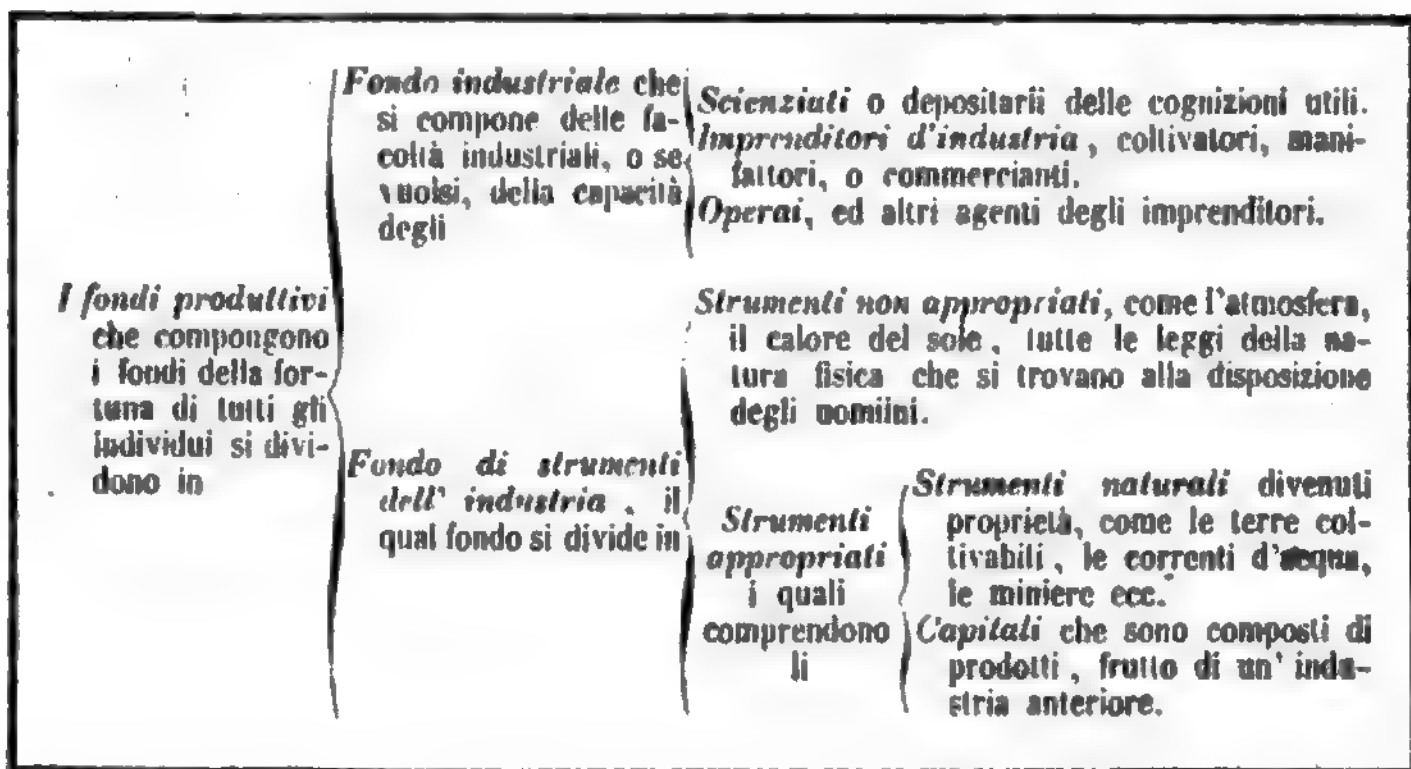 I fondi produttivi
che compongono
i fondi della for-
tuna di tutti gli
individui si divi-
dono in
Fondo industriale che
si compone delle fa-
coltà industriali, o se
vuolsi, della capacità
degli
Scienziati o depositarii delle cognizioni utili.
Imprenditori d'industria, coltivatori, mani-
fattori, o commercianti.
Operai, ed altri agenti degli imprenditori.
Fondo di strumenti
dell' industria, il
qual fondo si divide in
Strumenti non appropriati, come l'atmosfera,
il calore del sole, tutte le leggi della na-
tura fisica che si trovano alla disposizione
degli uomini.
Strumenti
appropriati
i quali
comprendono
li
Strumenti naturali divenuti
proprietà, come le terre col-
tivabili, le correnti d'acqua,
le miniere ecc.
Capitali che sono composti di
prodotti, frutto di un' indu-
stria anteriore.